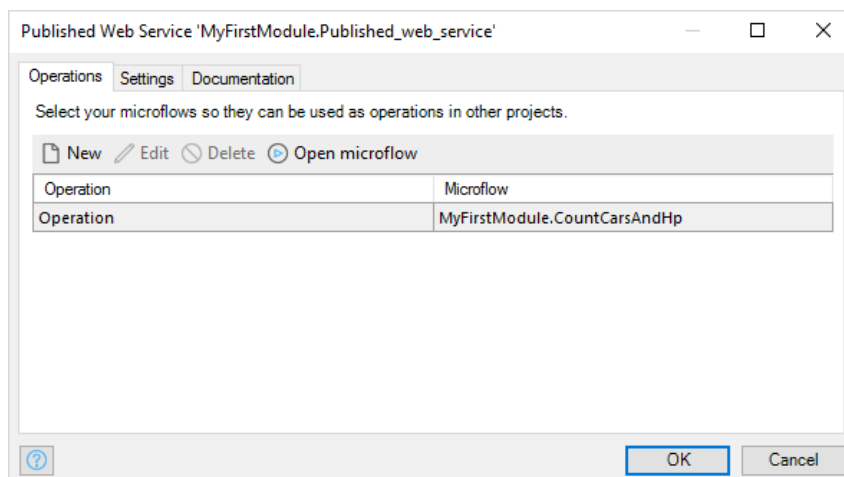 Published Web Service 'MyFirstModule.Published_web_service'
Operations Settings Documentation
Select your microflows so they can be used as operations in other projects.
New Edit Delete Open microflow
Operation Microflow
Operation MyFirstModule.CountCarsAndHp
? OK Cancel